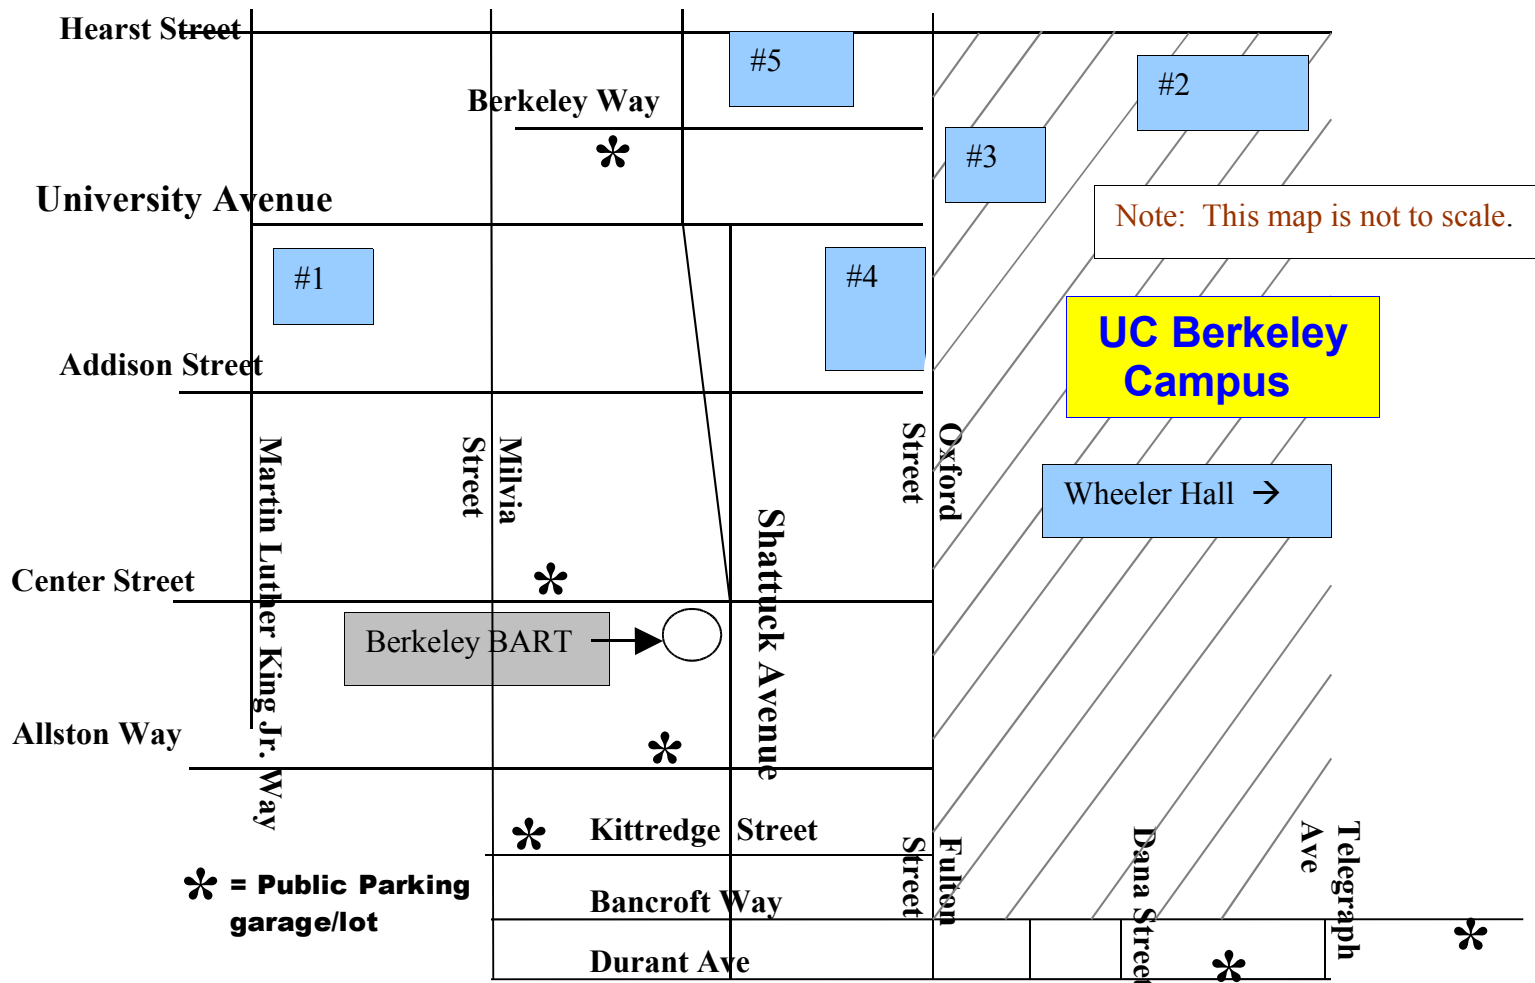 Hearst Street
#5
#2
Berkeley Way
#3
University Avenue
Note:  This map is not to scale.
#1
#4
UC Berkeley
Campus
Addison Street
Martin Luther King Jr. Way
Milvia
Street
Oxford
Street
Wheeler Hall →
Shattuck Avenue
Center Street
Berkeley BART
Allston Way
Kittredge Street
Fulton
Street
Dana Street
Telegraph
Ave
* = Public Parking
garage/lot
Bancroft Way
Durant Ave